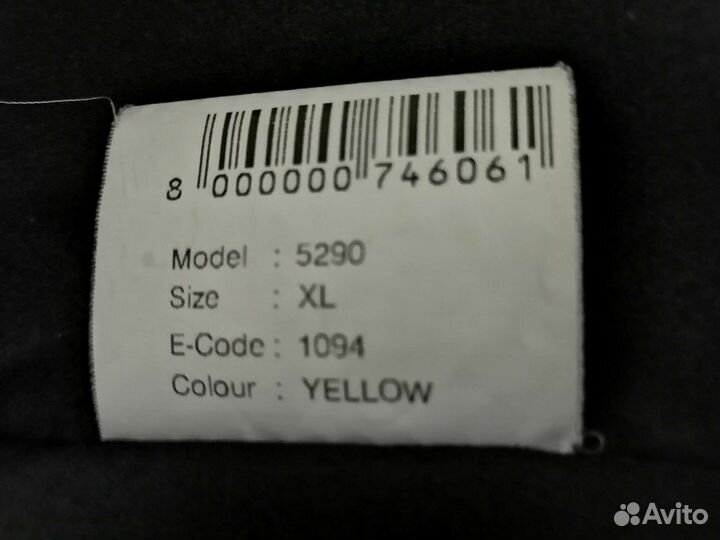 8 000000 746061
Model : 5290
Size : XL
E-Code : 1094
Colour : YELLOW
Avito